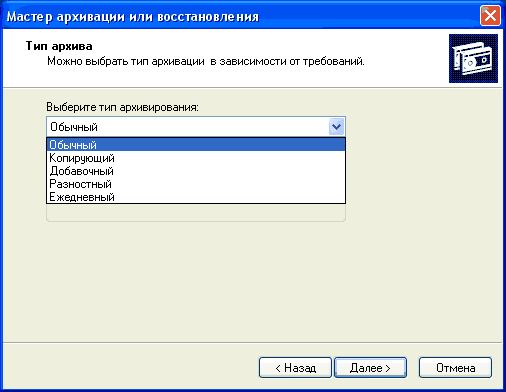 Мастер архивации или восстановления
Тип архива
Можно выбрать тип архивации в зависимости от требований.
Выберите тип архивирования:
Обычный
Обычный
Копирующий
Добавочный
Разностный
Ежедневный
< Назад
Далее >
Отмена